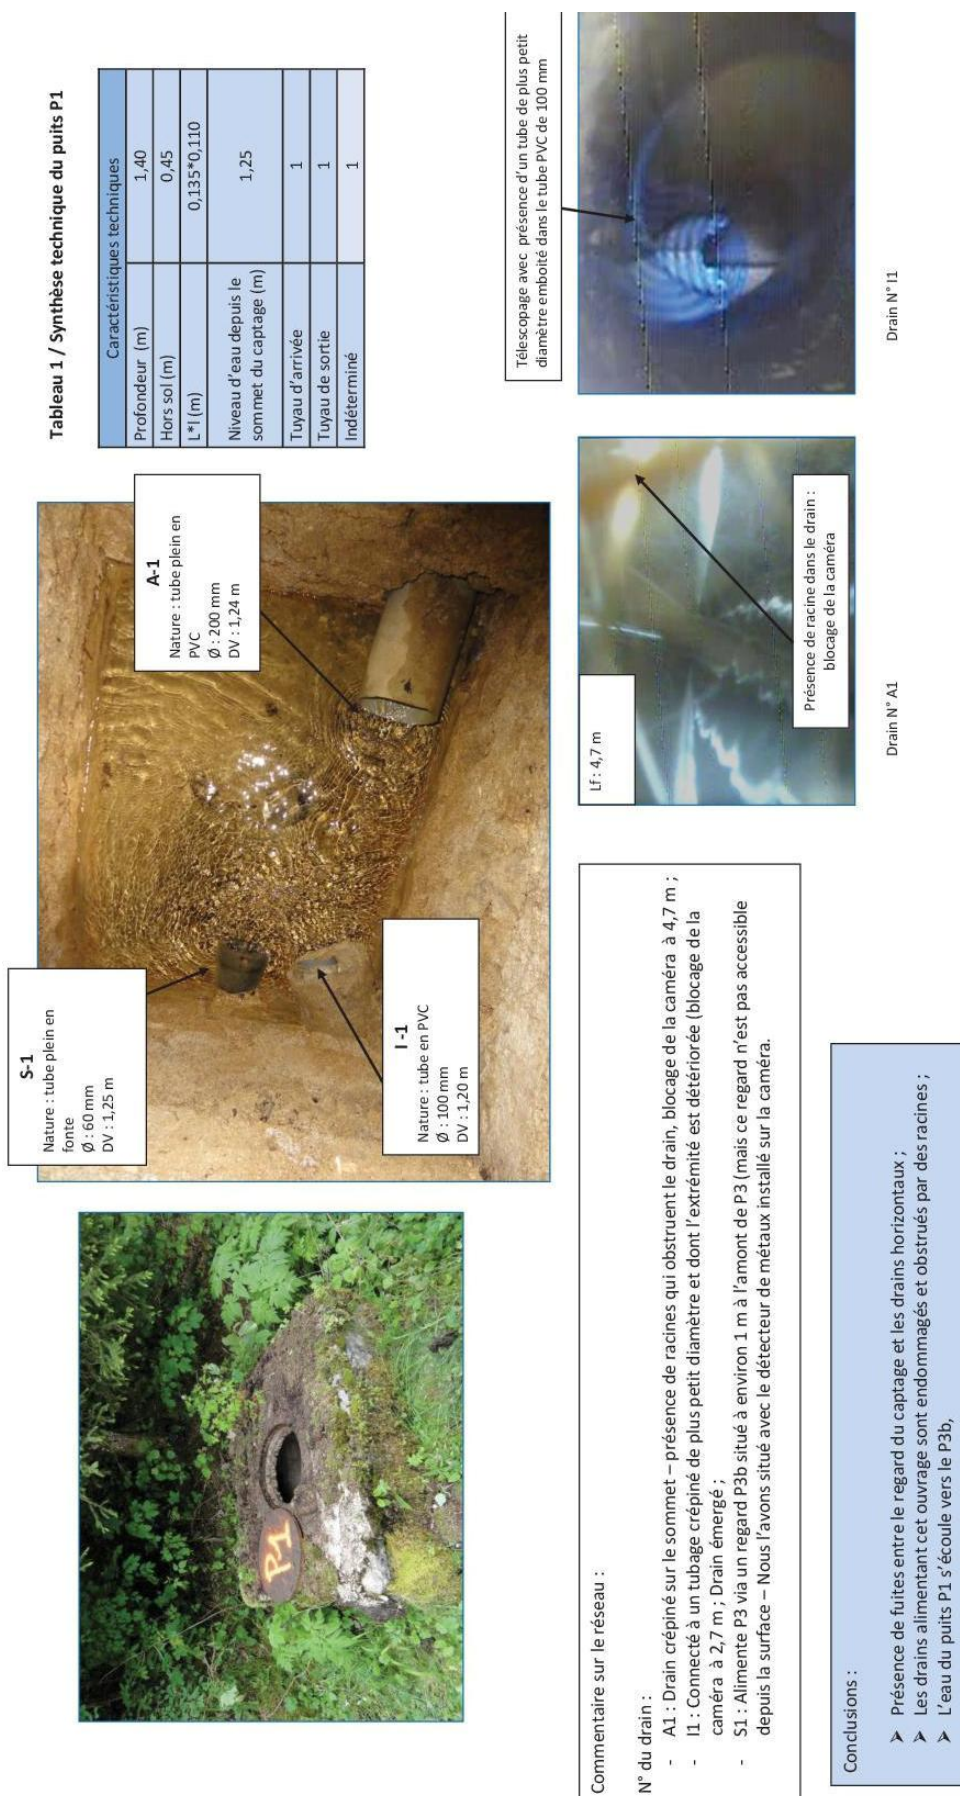 P1
S-1
Nature : tube plein en
fonte
Ø : 60 mm
DV : 1,25 m
I -1
Nature : tube en PVC
Ø : 100 mm
DV : 1,20 m
A-1
Nature : tube plein en
PVC
Ø : 200 mm
DV : 1,24 m
Tableau 1 / Synthèse technique du puits P1
Caractéristiques techniques
Profondeur (m) 1,40
Hors sol (m) 0,45
L*l (m) 0,135*0,110
Niveau d'eau depuis le
sommet du captage (m) 1,25
Tuyau d'arrivée 1
Tuyau de sortie 1
Indéterminé 1
Commentaire sur le réseau :
N° du drain :
- A1 : Drain crépiné sur le sommet – présence de racines qui obstruent le drain, blocage de la caméra à 4,7 m ;
- I1 : Connecté à un tubage crépiné de plus petit diamètre et dont l'extrémité est détériorée (blocage de la
caméra à 2,7 m ; Drain émergé ;
- S1 : Alimente P3 via un regard P3b situé à environ 1 m à l'amont de P3 (mais ce regard n'est pas accessible
depuis la surface – Nous l'avons situé avec le détecteur de métaux installé sur la caméra.
Lf : 4,7 m
Présence de racine dans le drain :
blocage de la caméra
Drain N° A1
Télescopage avec présence d'un tube de plus petit
diamètre emboité dans le tube PVC de 100 mm
Drain N° I1
Conclusions :
➢ Présence de fuites entre le regard du captage et les drains horizontaux ;
➢ Les drains alimentant cet ouvrage sont endommagés et obstrués par des racines ;
➢ L'eau du puits P1 s'écoule vers le P3b,